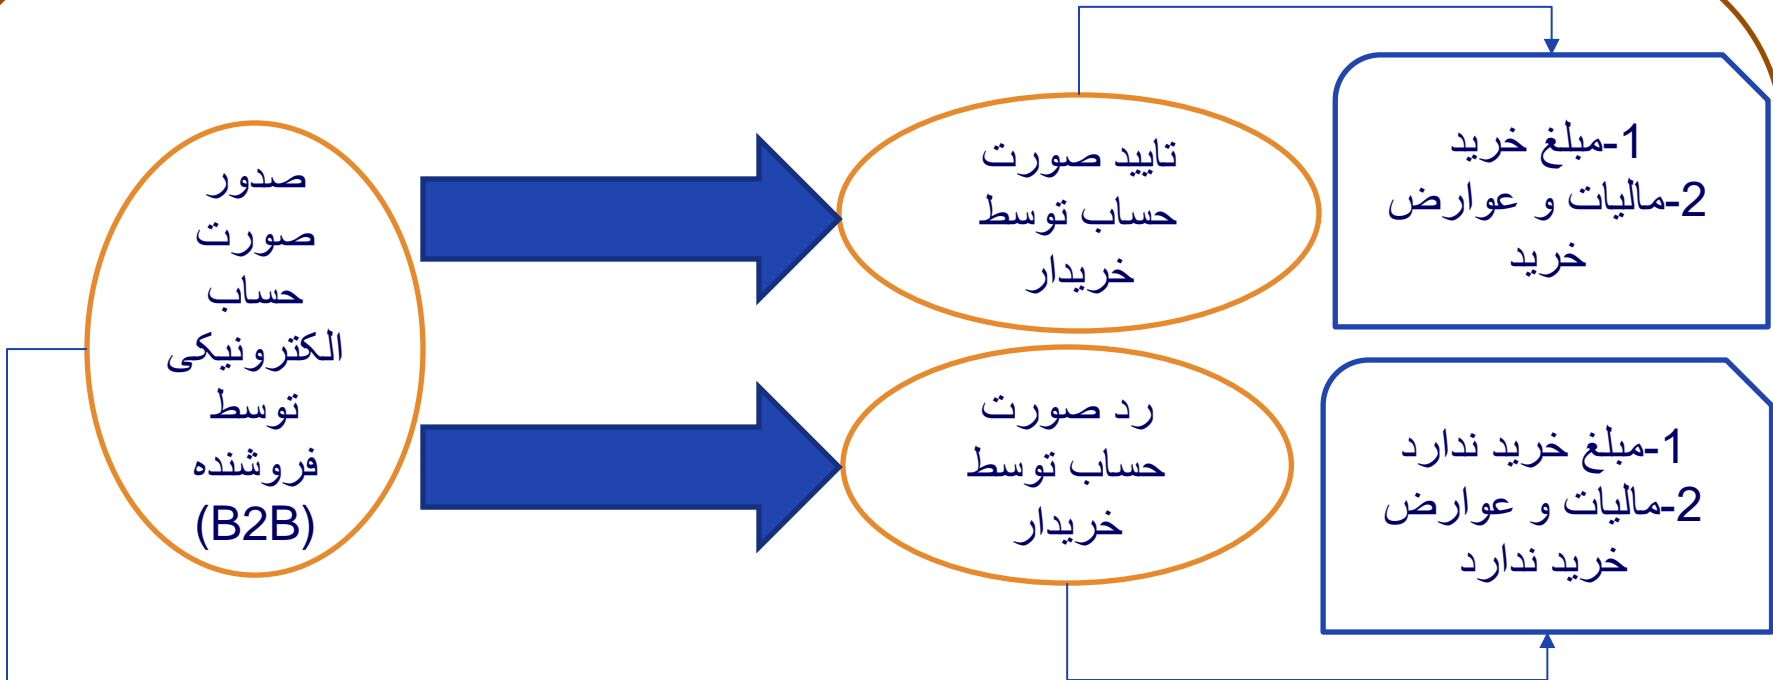 صدور
صورت
حساب
الکترونیکی
توسط
فروشنده
(B2B)
تایید صورت
حساب توسط
خریدار
1-مبلغ خرید
2-مالیات و عوارض
خرید
رد صورت
حساب توسط
خریدار
1-مبلغ خرید ندارد
2-مالیات و عوارض
خرید ندارد